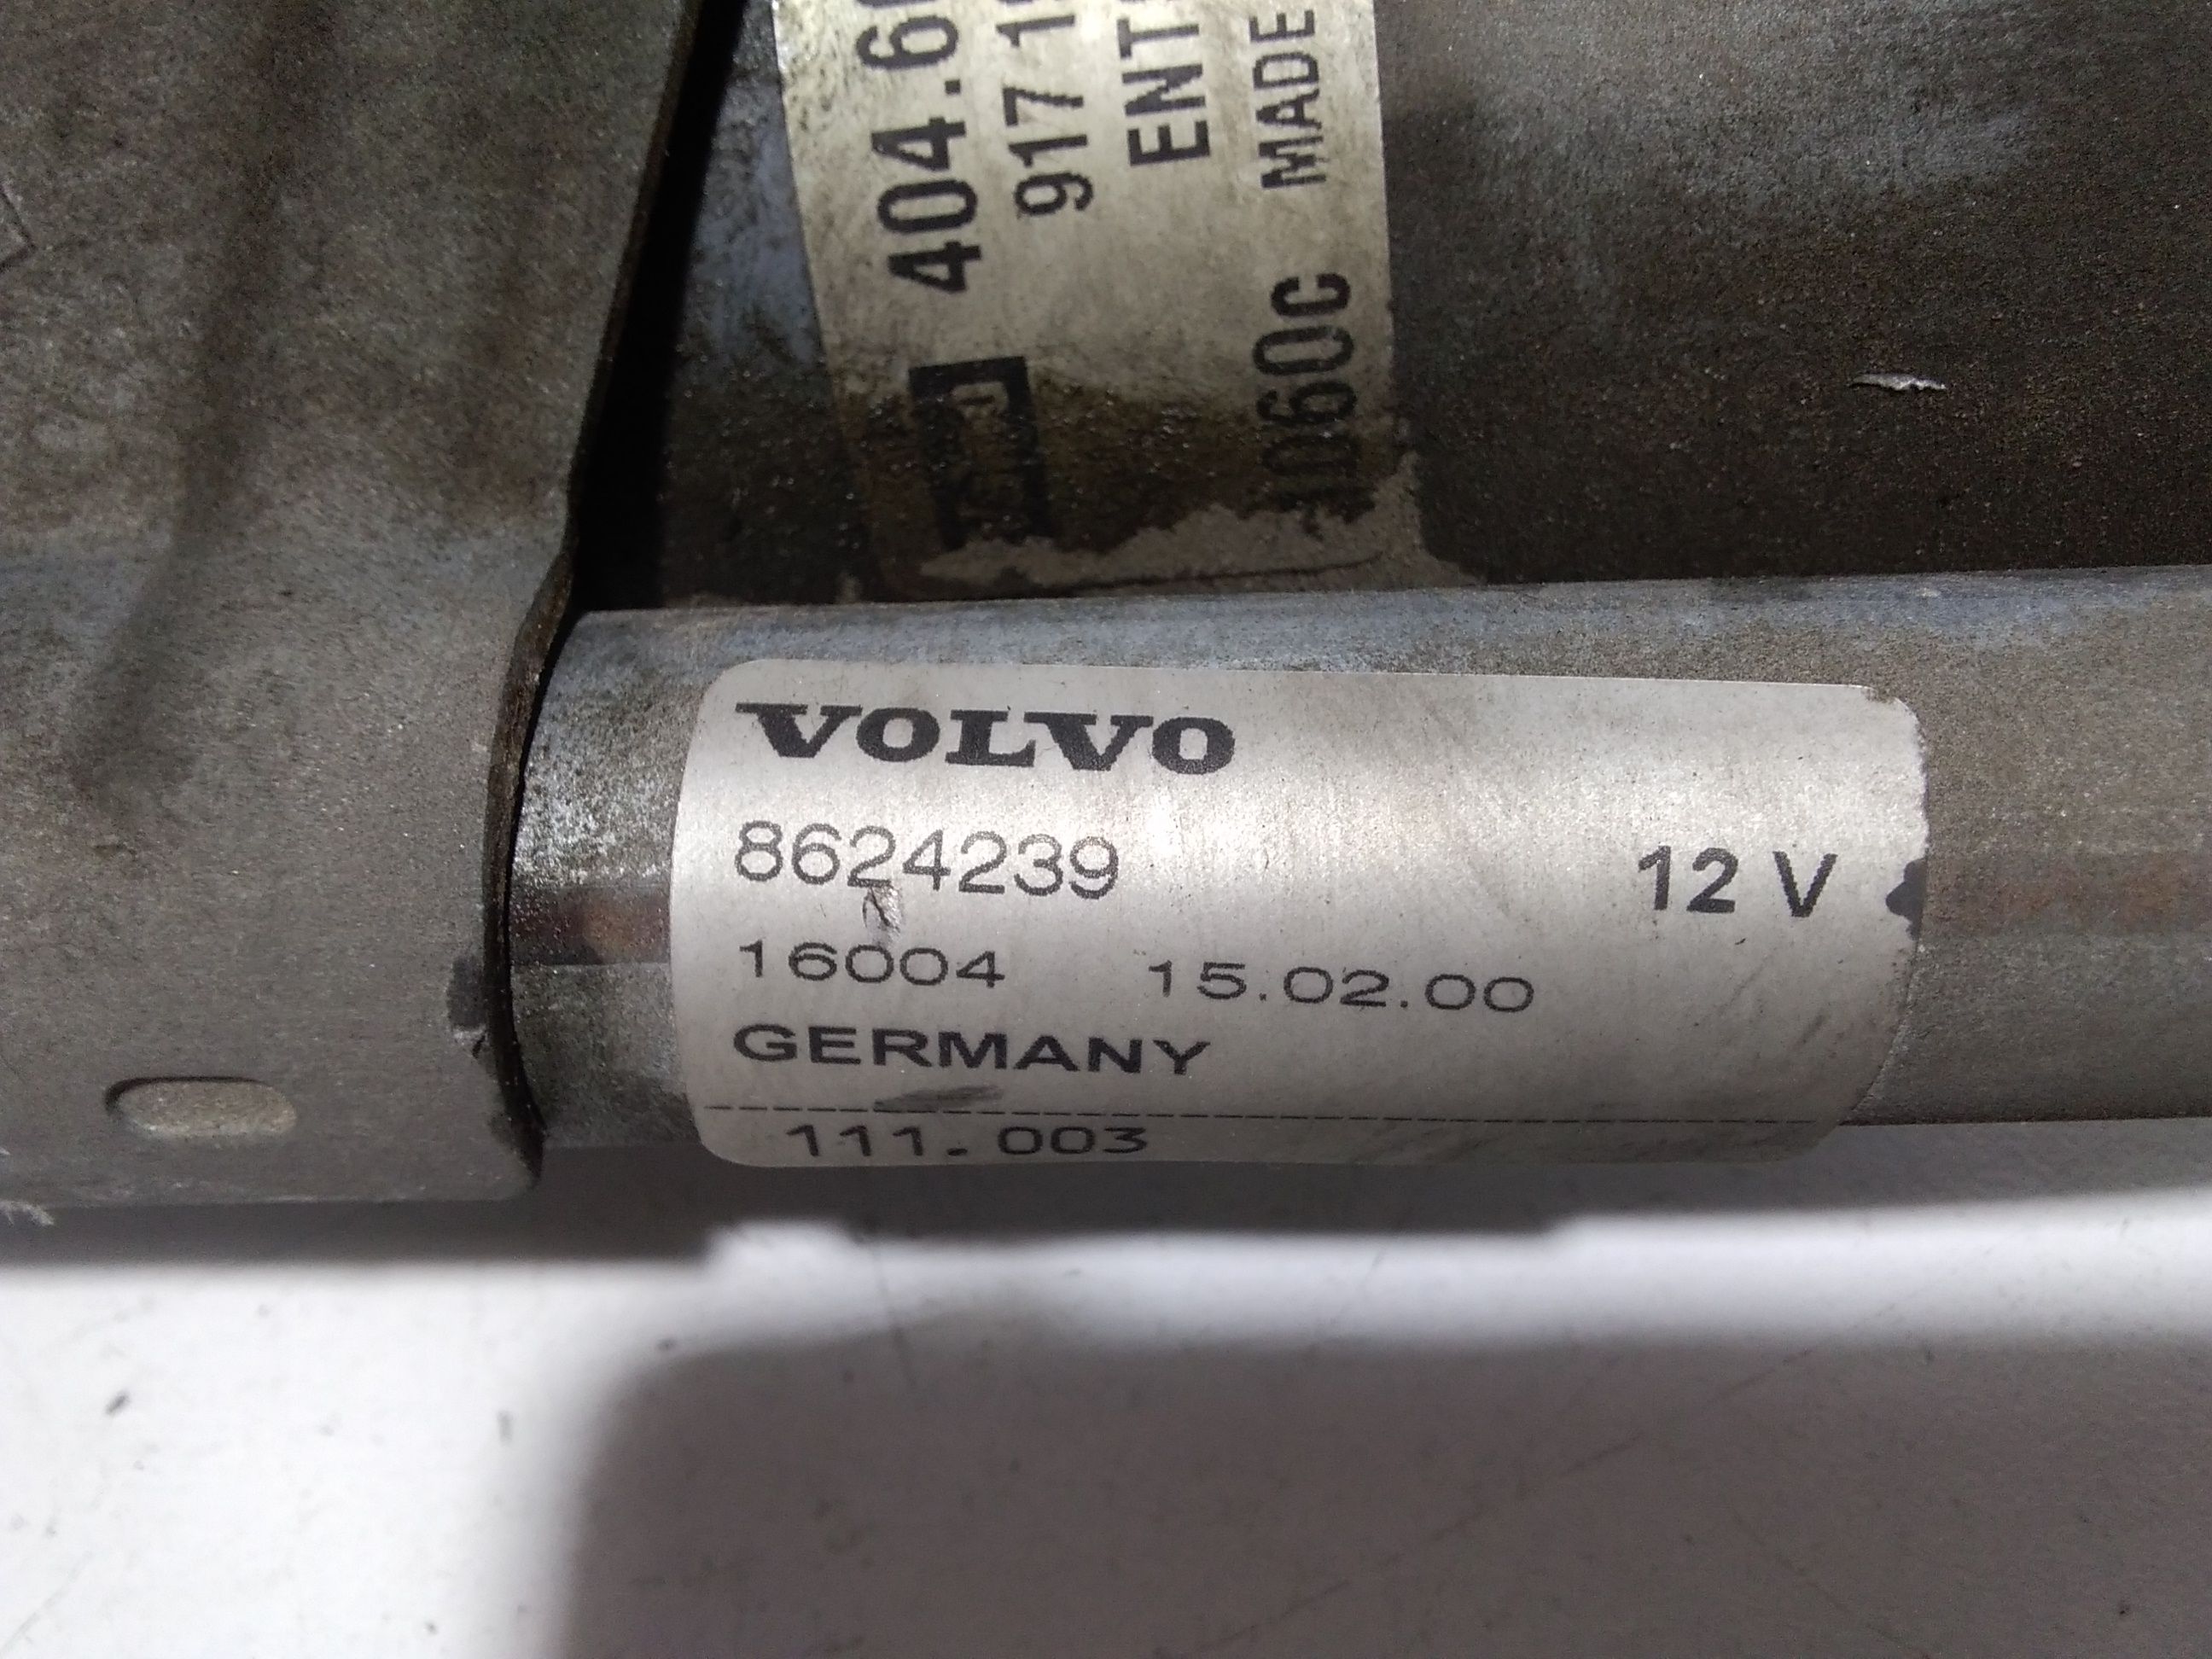 404.6
917 1
ENT
MADE
060C
VOLVO
8624239 12 V
16004 15.02.00
GERMANY
111.003